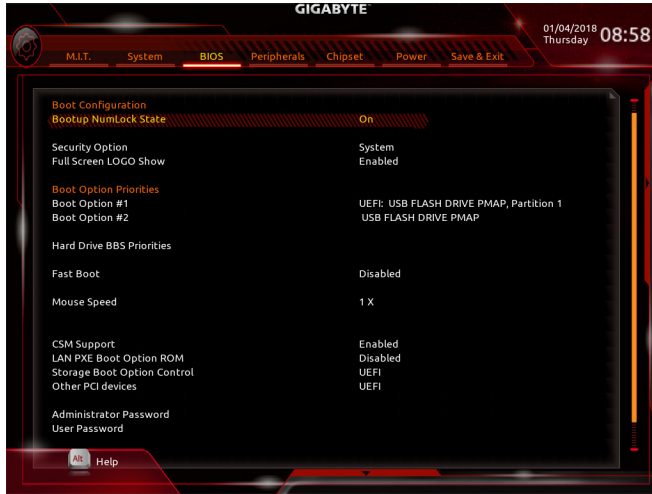 GIGABYTE
01/04/2018
Thursday
08:58
M.I.T. System BIOS Peripherals Chipset Power Save & Exit
Boot Configuration
Bootup NumLock State On
Security Option System
Full Screen LOGO Show Enabled
Boot Option Priorities
Boot Option #1 UEFI: USB FLASH DRIVE PMAP, Partition 1
Boot Option #2 USB FLASH DRIVE PMAP
Hard Drive BBS Priorities
Fast Boot Disabled
Mouse Speed 1 X
CSM Support Enabled
LAN PXE Boot Option ROM Disabled
Storage Boot Option Control UEFI
Other PCI devices UEFI
Administrator Password
User Password
Alt Help